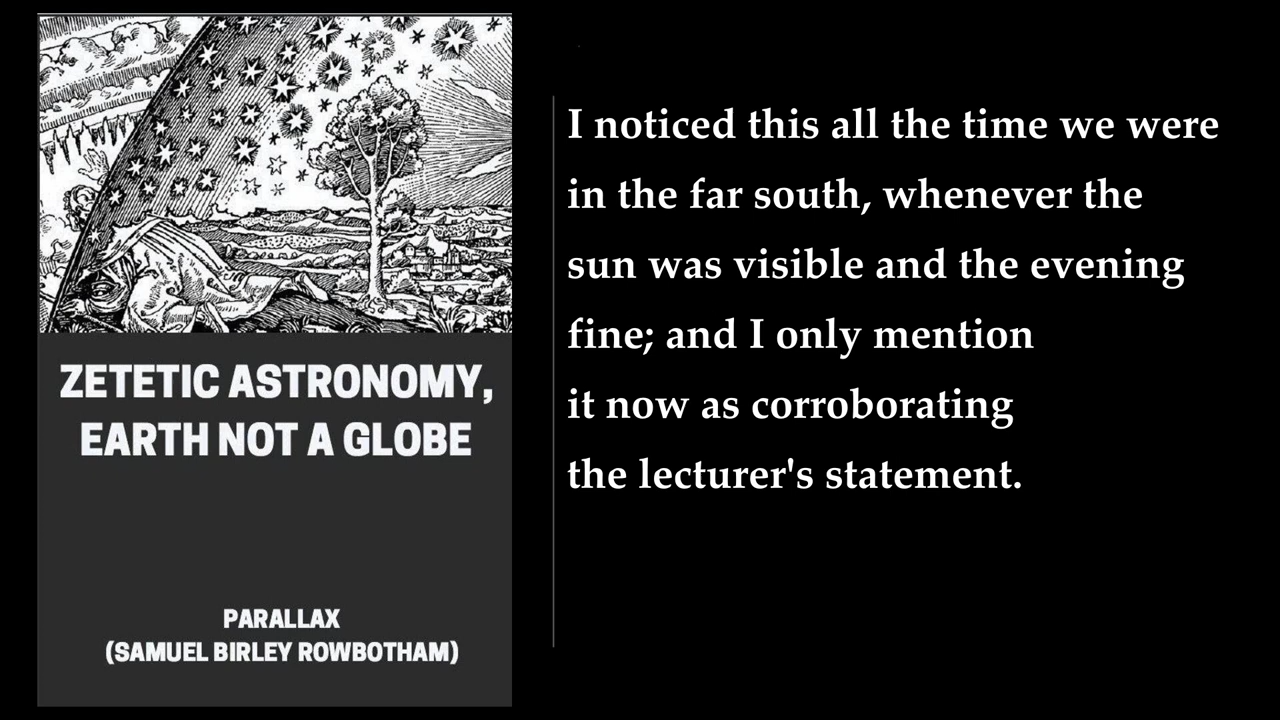 ZETETIC ASTRONOMY,
EARTH NOT A GLOBE
PARALLAX
(SAMUEL BIRLEY ROWBOTHAM)
I noticed this all the time we were
in the far south, whenever the
sun was visible and the evening
fine; and I only mention
it now as corroborating
the lecturer's statement.